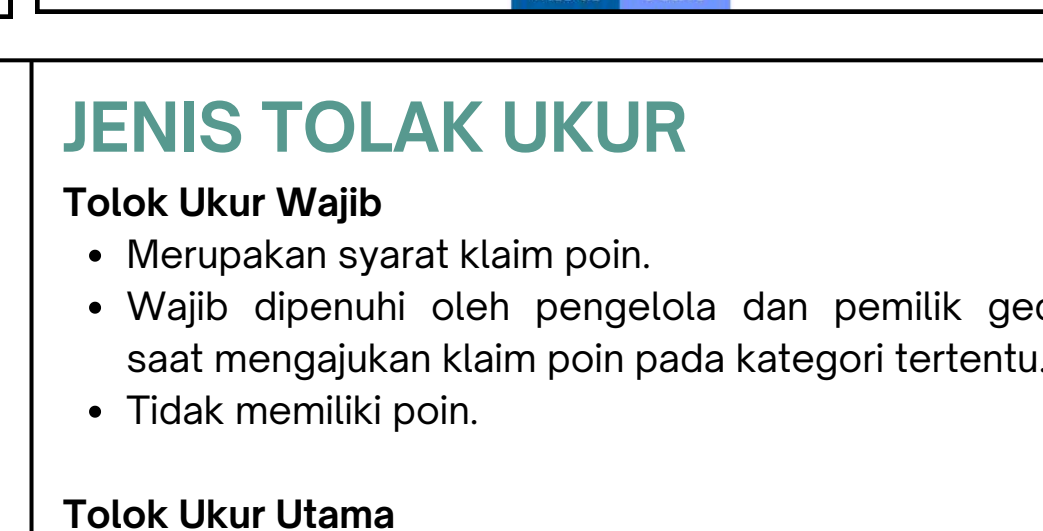 JENIS TOLAK UKUR
Tolok Ukur Wajib
• Merupakan syarat klaim poin.
• Wajib dipenuhi oleh pengelola dan pemilik
saat mengajukan klaim poin pada kategori tertentu.
• Tidak memiliki poin.
Tolok Ukur Utama